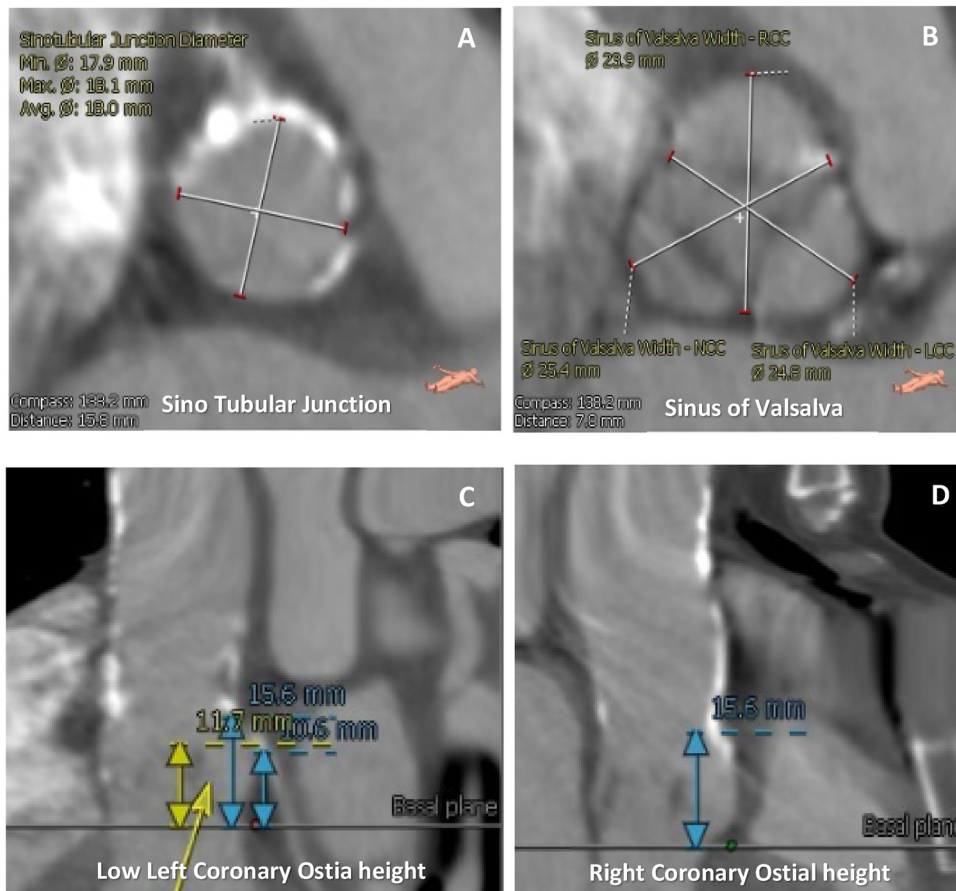 A
Sinotubular Junction Diameter
Min. Ø: 17.9 mm
Max. Ø: 18.1 mm
Avg. Ø: 18.0 mm
Compass: 138.2 mm
Distance: 15.8 mm
Sino Tubular Junction
B
Sinus of Valsalva Width - RCC
Ø 23.9 mm
Sinus of Valsalva Width - NCC
Ø 25.4 mm
Sinus of Valsalva Width - LCC
Ø 24.8 mm
Compass: 138.2 mm
Distance: 7.8 mm
Sinus of Valsalva
C
15.6 mm
11.7 mm
10.6 mm
Basal plane
Low Left Coronary Ostia height
D
15.6 mm
Basal plane
Right Coronary Ostial height